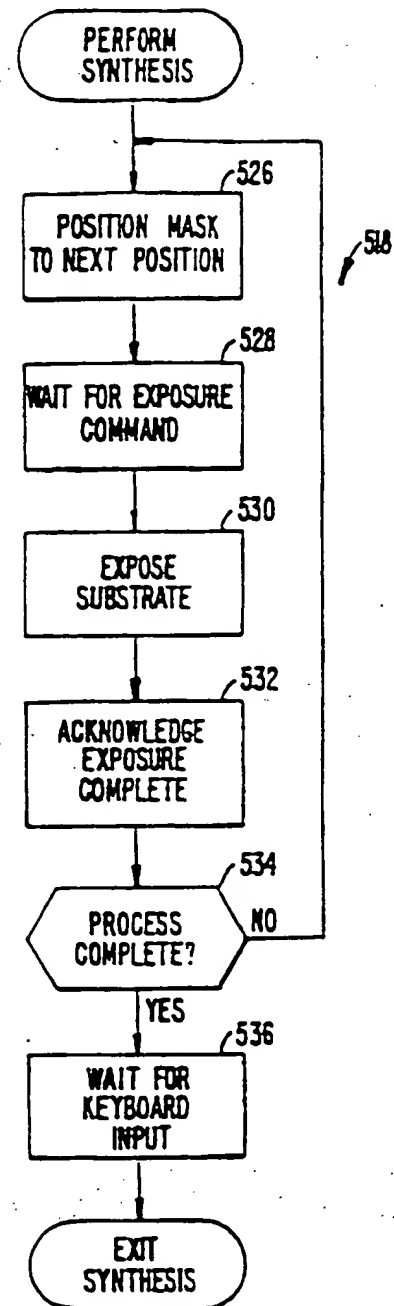 PERFORM
SYNTHESIS
526
POSITION MASK
TO NEXT POSITION
518
528
WAIT FOR EXPOSURE
COMMAND
530
EXPOSE
SUBSTRATE
532
ACKNOWLEDGE
EXPOSURE
COMPLETE
534
PROCESS
COMPLETE?
NO
YES
536
WAIT FOR
KEYBOARD
INPUT
EXIT
SYNTHESIS